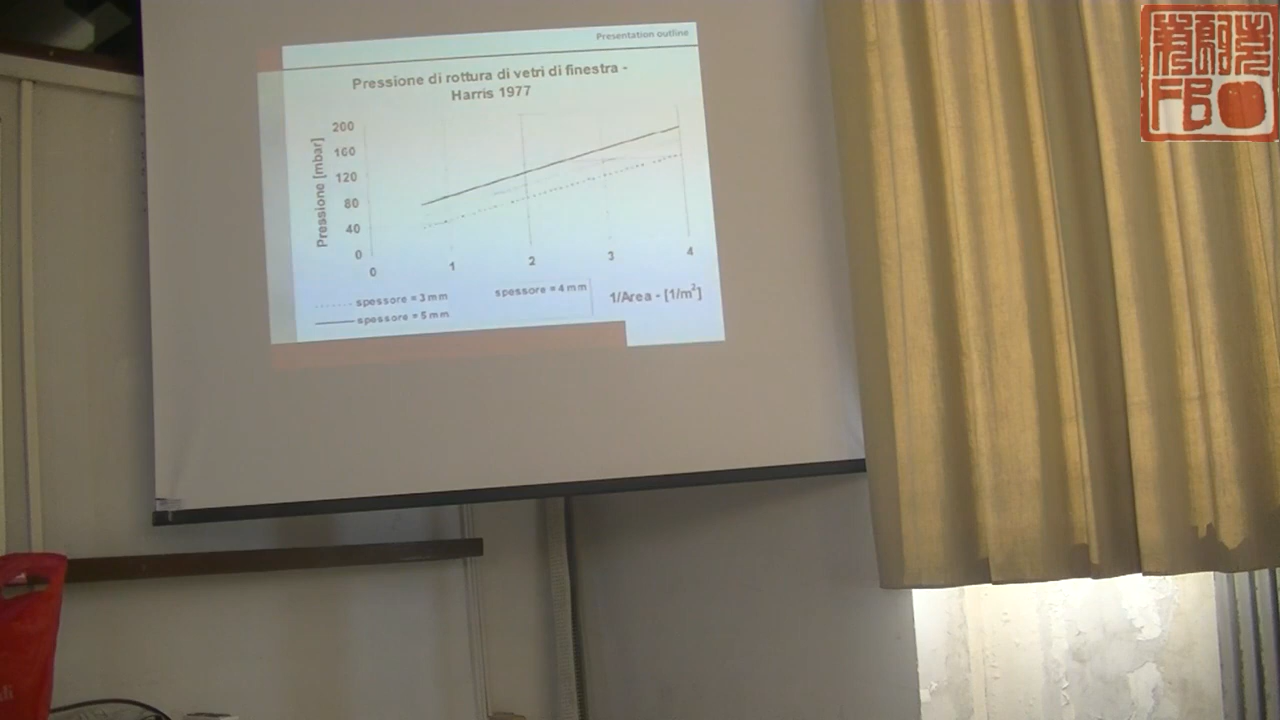 Presentation outline
Pressione di rottura di vetri di finestra -
Harris 1977
Pressione [mbar]
200
160
120
80
40
0
0 1 2 3 4
1/Area - [1/m²]
spessore = 3 mm
spessore = 4 mm
spessore = 5 mm